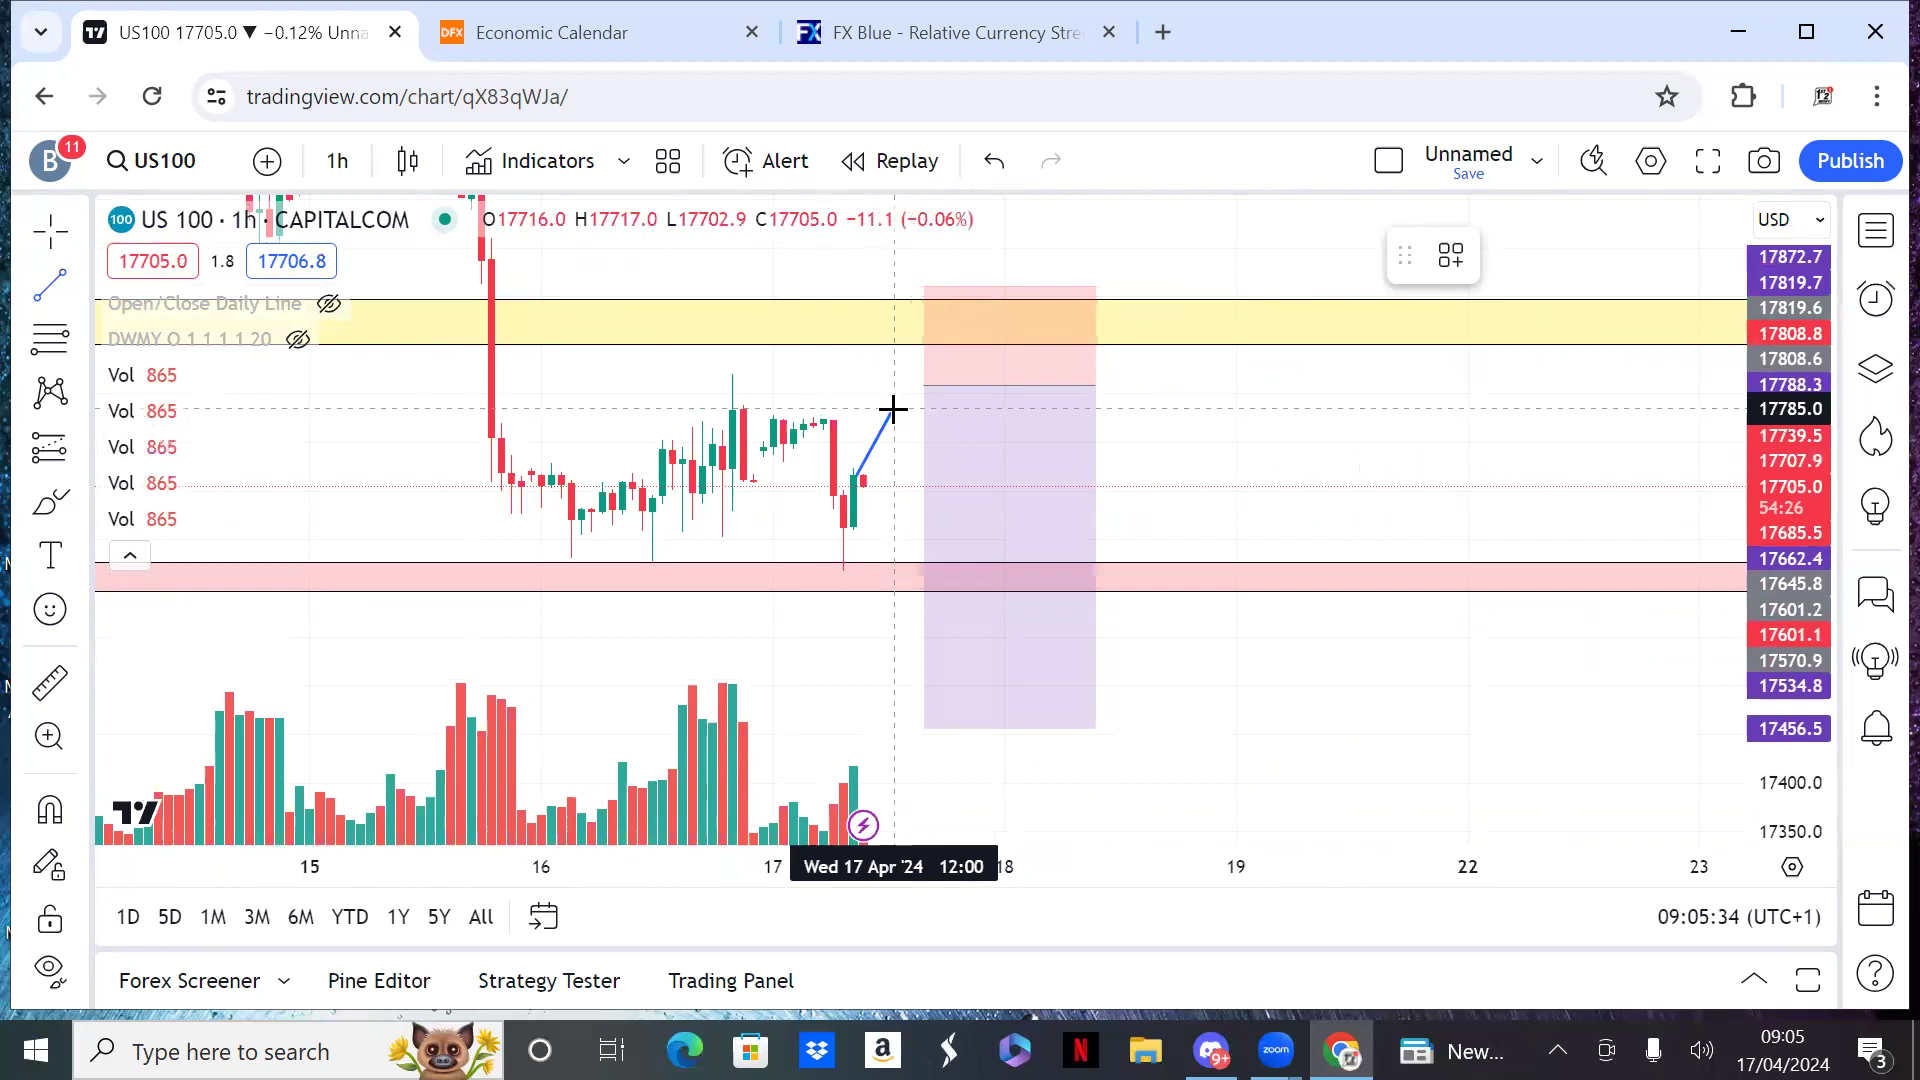 US100 17705.0 ▼ −0.12% Unna
DFX Economic Calendar
FX FX Blue - Relative Currency Stre
tradingview.com/chart/qX83qWJa/
B 11 US100 1h Indicators Alert Replay Unnamed Save Publish
100 US 100 · 1h · CAPITALCOM O17716.0 H17717.0 L17702.9 C17705.0 −11.1 (−0.06%)
USD
17705.0 1.8 17706.8
Open/Close Daily Line
DWMY O 1 1 1 1 20
Vol 865
Vol 865
Vol 865
Vol 865
Vol 865
17872.7
17819.7
17819.6
17808.8
17808.6
17788.3
17785.0
17739.5
17707.9
17705.0
54:26
17685.5
17662.4
17645.8
17601.2
17601.1
17570.9
17534.8
17456.5
17400.0
17350.0
15 16 17 Wed 17 Apr '24 12:00 18 19 22 23
1D 5D 1M 3M 6M YTD 1Y 5Y All 09:05:34 (UTC+1)
Forex Screener Pine Editor Strategy Tester Trading Panel
Type here to search a N 9+ zoom New... 09:05
17/04/2024
3